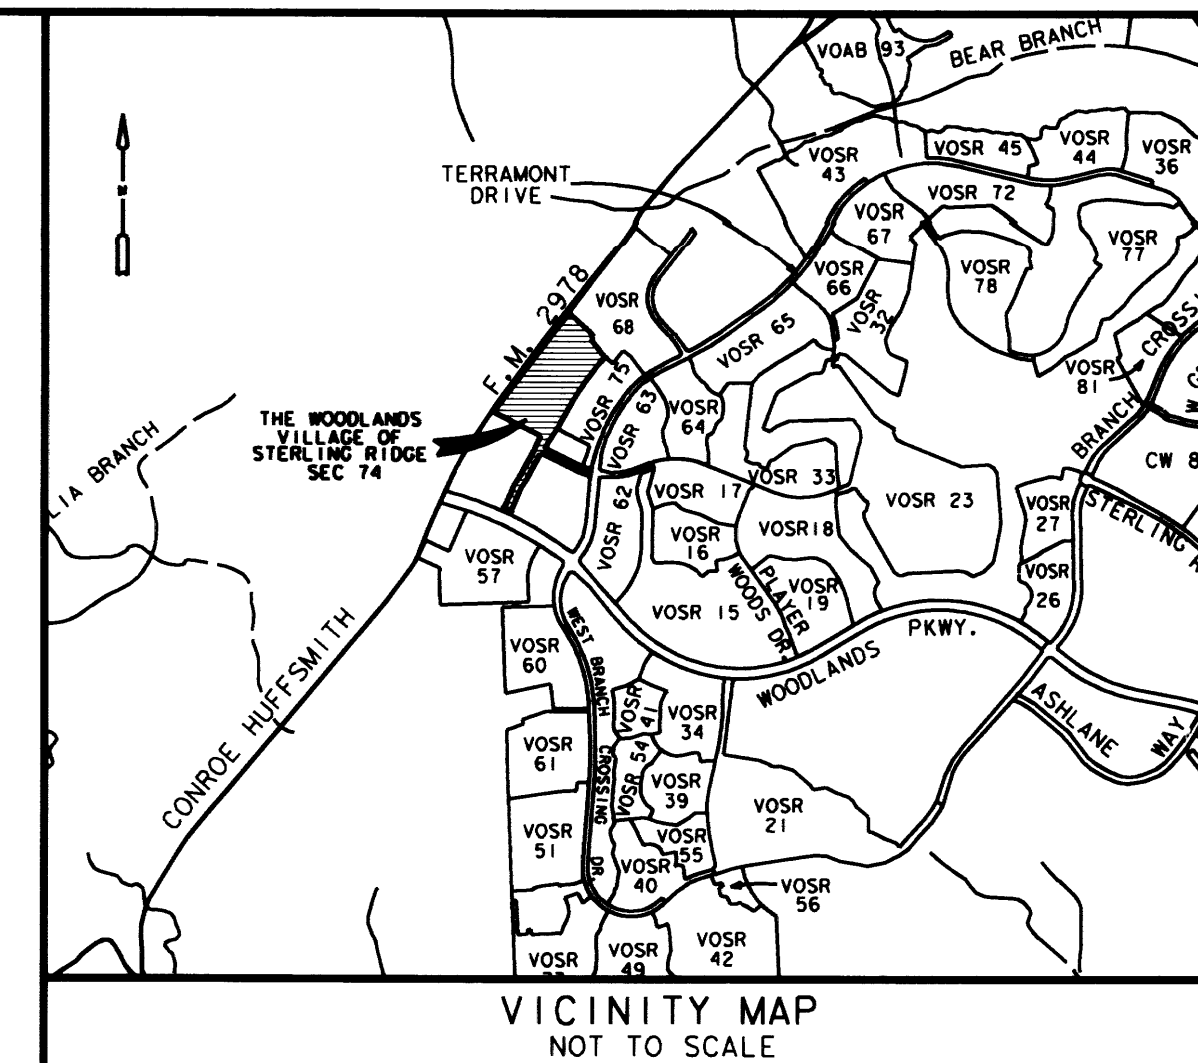 VOAB 93
BEAR BRANCH
VOSR 45
VOSR
44
VOSR
36
VOSR
43
TERRAMONT
DRIVE
VOSR 72
VOSR
67
VOSR
77
VOSR
66
VOSR
78
F. M. 2978
VOSR
68
VOSR
32
VOSR 65
VOSR
81
VOSR 75
VOSR 63
VOSR
64
THE WOODLANDS
VILLAGE OF
STERLING RIDGE
SEC 74
BRANCH
LIA BRANCH
CW 8
VOSR 33
VOSR 17
VOSR 62
VOSR 23
VOSR
27
STERLING
VOSR
16
VOSR18
VOSR
57
VOSR
26
VOSR
19
PLAYER
WOODS DR.
VOSR 15
PKWY.
WOODLANDS
CONROE HUFFSMITH
WEST BRANCH
CROSSING
DR.
VOSR
60
VOSR
41
VOSR
34
ASHLANE
WAY
VOSR
61
VOSR 54
VOSR
39
VOSR
21
VOSR
51
VOSR
55
VOSR
40
VOSR
56
VOSR
42
VOSR
49
VOSR
VICINITY MAP
NOT TO SCALE